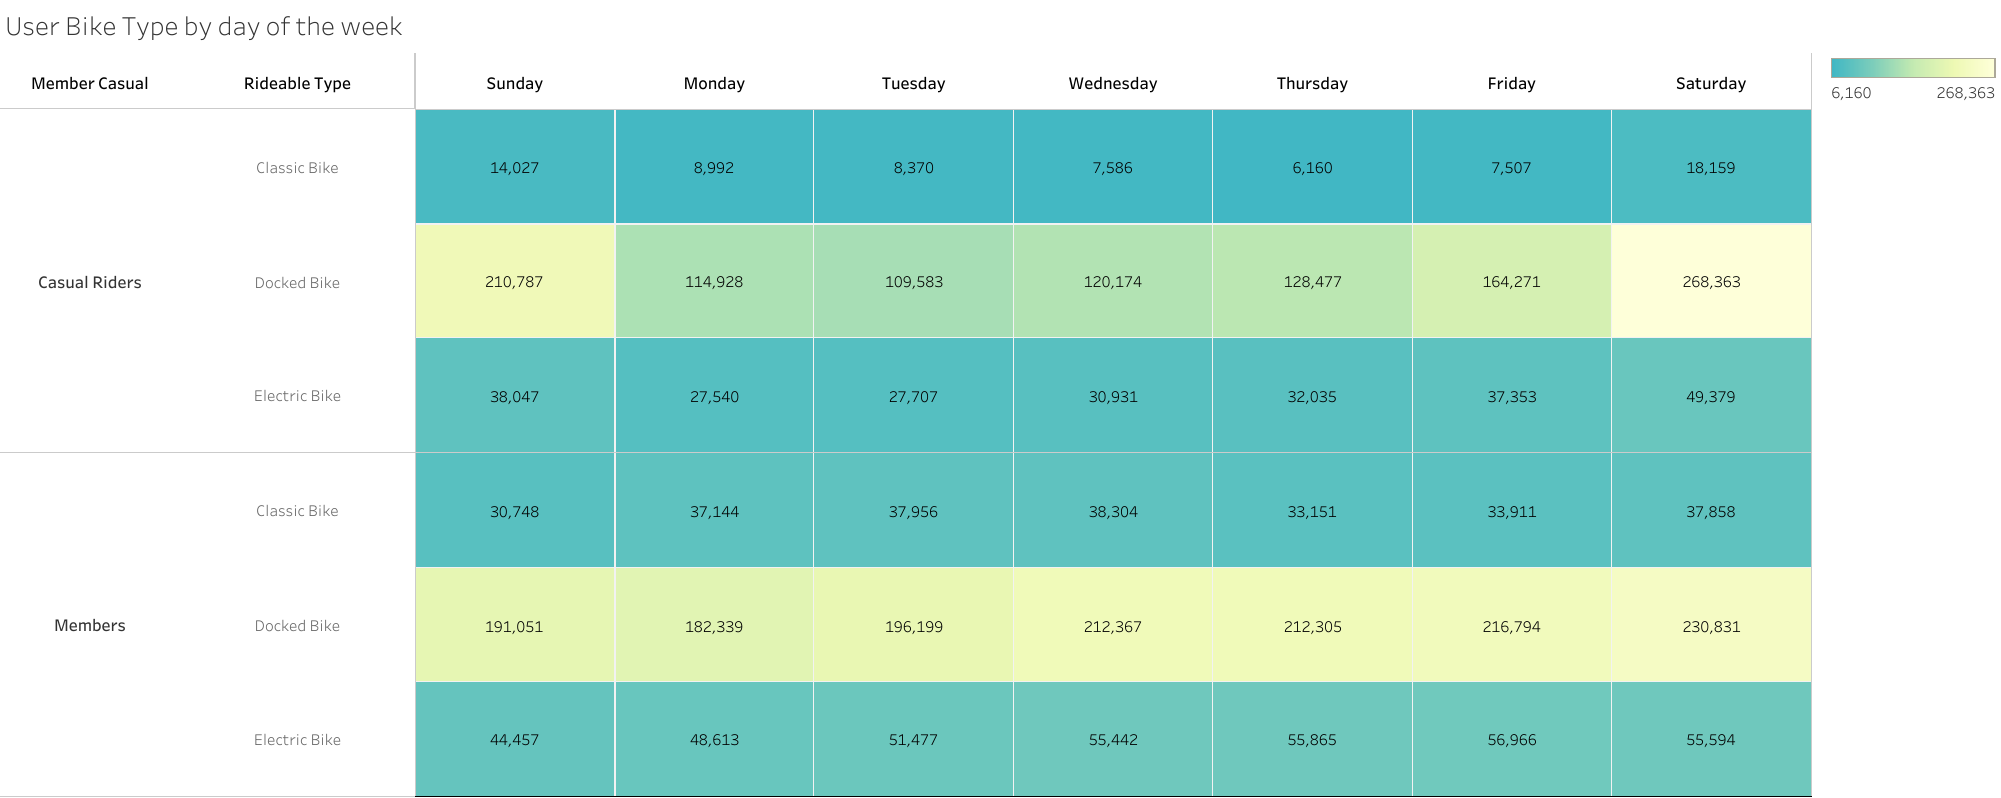 User Bike Type by day of the week
Member Casual Rideable Type Sunday Monday Tuesday Wednesday Thursday Friday Saturday
6,160 268,363
Classic Bike 14,027 8,992 8,370 7,586 6,160 7,507 18,159
Casual Riders Docked Bike 210,787 114,928 109,583 120,174 128,477 164,271 268,363
Electric Bike 38,047 27,540 27,707 30,931 32,035 37,353 49,379
Classic Bike 30,748 37,144 37,956 38,304 33,151 33,911 37,858
Members Docked Bike 191,051 182,339 196,199 212,367 212,305 216,794 230,831
Electric Bike 44,457 48,613 51,477 55,442 55,865 56,966 55,594